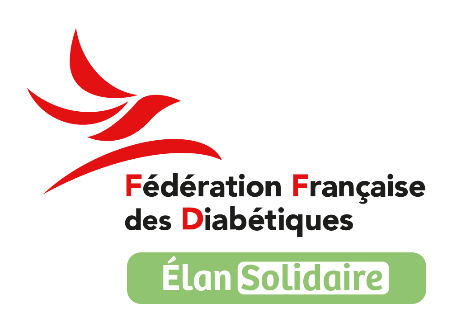 Fédération Française
des Diabétiques
Élan Solidaire